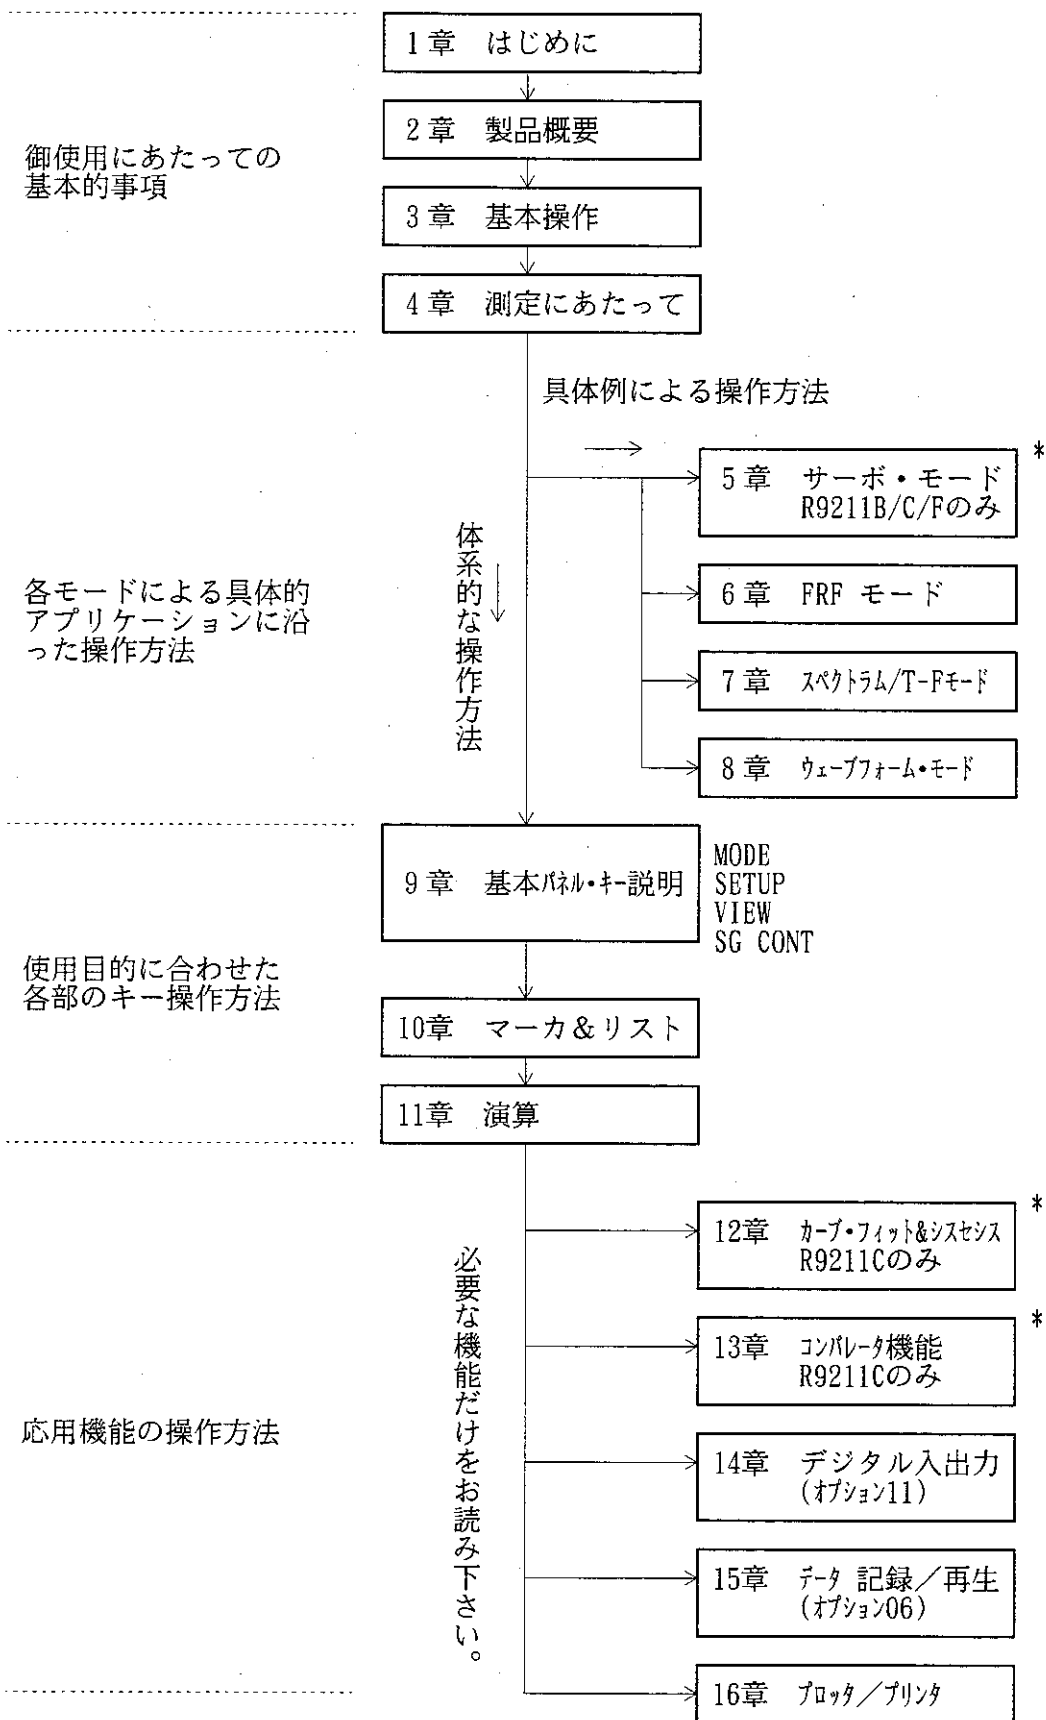 1章 はじめに
2章 製品概要
御使用にあたっての
基本的事項
3章 基本操作
4章 測定にあたって
具体例による操作方法
*
5章 サーボ・モード
R9211B/C/Fのみ
体系的な操作方法
各モードによる具体的
アプリケーションに沿
った操作方法
6章 FRF モード
7章 スペクトラム/T-Fモード
8章 ウェーブフォーム・モード
9章 基本パネル・キー説明
MODE
SETUP
VIEW
SG CONT
使用目的に合わせた
各部のキー操作方法
10章 マーカ&リスト
11章 演算
*
12章 カーブ・フィット&シスセシス
R9211Cのみ
必要な機能だけをお読み下さい。
*
13章 コンパレータ機能
R9211Cのみ
応用機能の操作方法
14章 デジタル入出力
(オプション11)
15章 データ 記録/再生
(オプション06)
16章 プロッタ/プリンタ